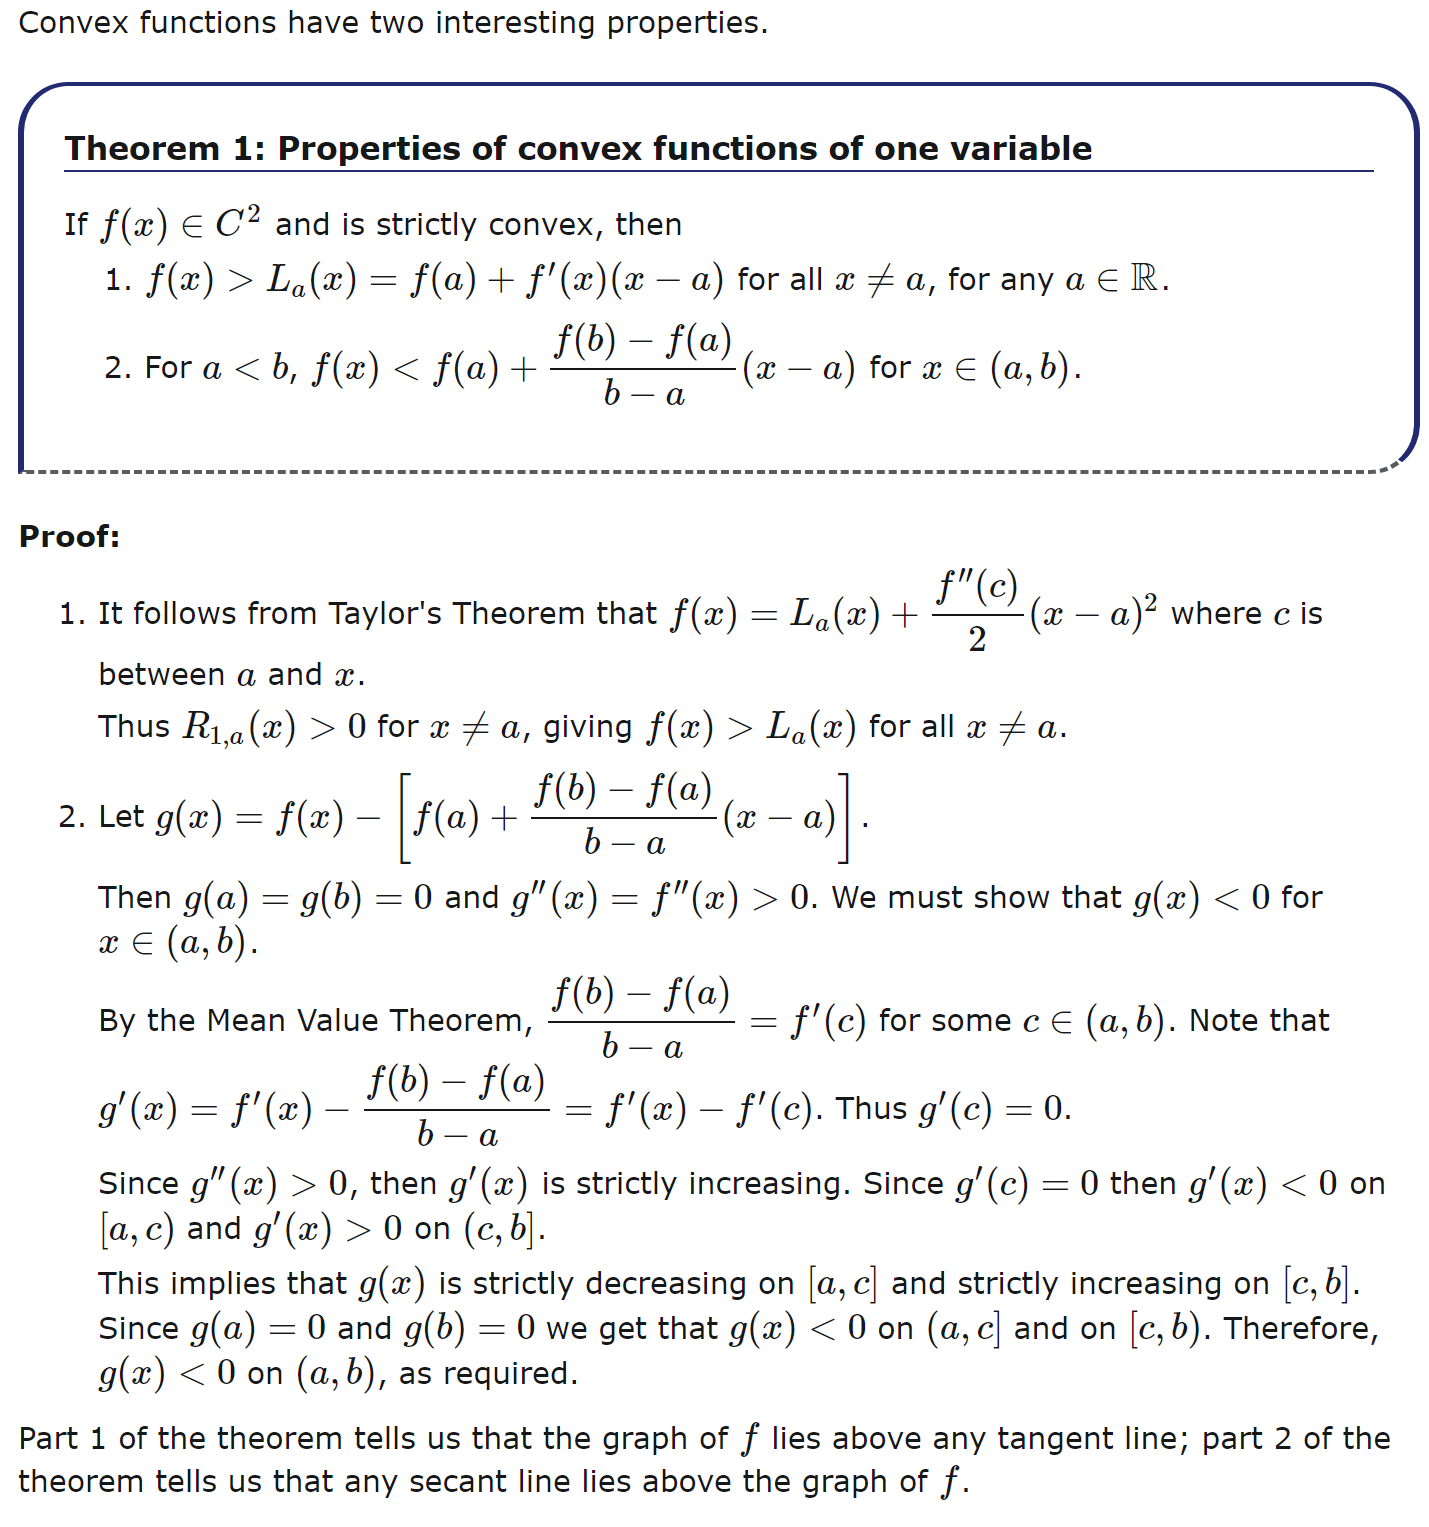 Convex functions have two interesting properties.
Theorem 1: Properties of convex functions of one variable
If $f(x) \in C^2$ and is strictly convex, then
1. $f(x) > L_a(x) = f(a) + f'(x)(x - a)$ for all $x \neq a$, for any $a \in \mathbb{R}$.
2. For $a < b$, $f(x) < f(a) + \dfrac{f(b) - f(a)}{b - a}(x - a)$ for $x \in (a, b)$.
Proof:
1. It follows from Taylor's Theorem that $f(x) = L_a(x) + \dfrac{f''(c)}{2}(x - a)^2$ where $c$ is
between $a$ and $x$.
Thus $R_{1,a}(x) > 0$ for $x \neq a$, giving $f(x) > L_a(x)$ for all $x \neq a$.
2. Let $g(x) = f(x) - \left[ f(a) + \dfrac{f(b) - f(a)}{b - a}(x - a) \right]$.
Then $g(a) = g(b) = 0$ and $g''(x) = f''(x) > 0$. We must show that $g(x) < 0$ for
$x \in (a, b)$.
By the Mean Value Theorem, $\dfrac{f(b) - f(a)}{b - a} = f'(c)$ for some $c \in (a, b)$. Note that
$g'(x) = f'(x) - \dfrac{f(b) - f(a)}{b - a} = f'(x) - f'(c)$. Thus $g'(c) = 0$.
Since $g''(x) > 0$, then $g'(x)$ is strictly increasing. Since $g'(c) = 0$ then $g'(x) < 0$ on
$[a, c)$ and $g'(x) > 0$ on $(c, b]$.
This implies that $g(x)$ is strictly decreasing on $[a, c]$ and strictly increasing on $[c, b]$.
Since $g(a) = 0$ and $g(b) = 0$ we get that $g(x) < 0$ on $(a, c]$ and on $[c, b)$. Therefore,
$g(x) < 0$ on $(a, b)$, as required.
Part 1 of the theorem tells us that the graph of $f$ lies above any tangent line; part 2 of the
theorem tells us that any secant line lies above the graph of $f$.